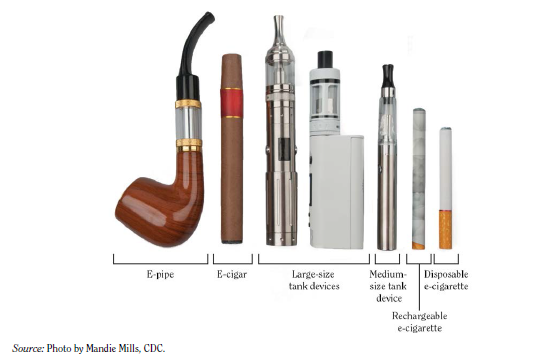 E-pipe
E-cigar
Large-size
tank devices
Medium-
size tank
device
Disposable
e-cigarette
Rechargeable
e-cigarette
Source: Photo by Mandie Mills, CDC.